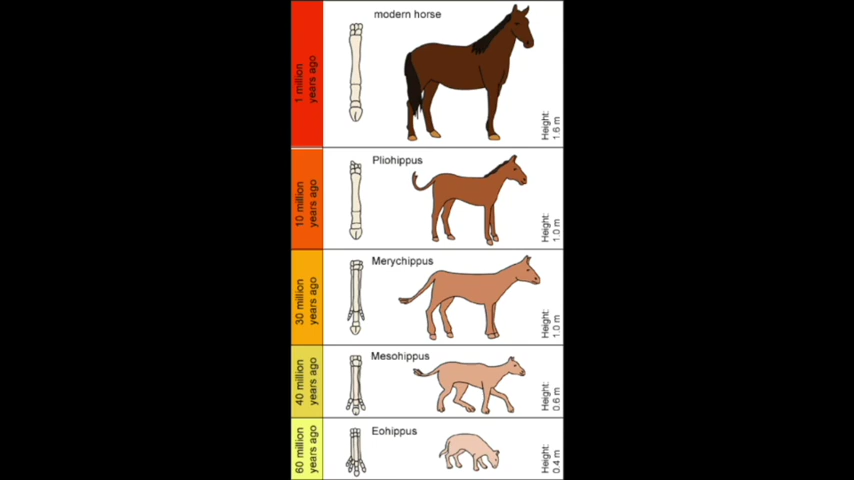 modern horse
1 million
years ago
Height:
1.6 m
Pliohippus
10 million
years ago
Height:
1.0 m
Merychippus
30 million
years ago
Height:
1.0 m
Mesohippus
40 million
years ago
Height:
0.6 m
Eohippus
60 million
years ago
Height:
0.4 m